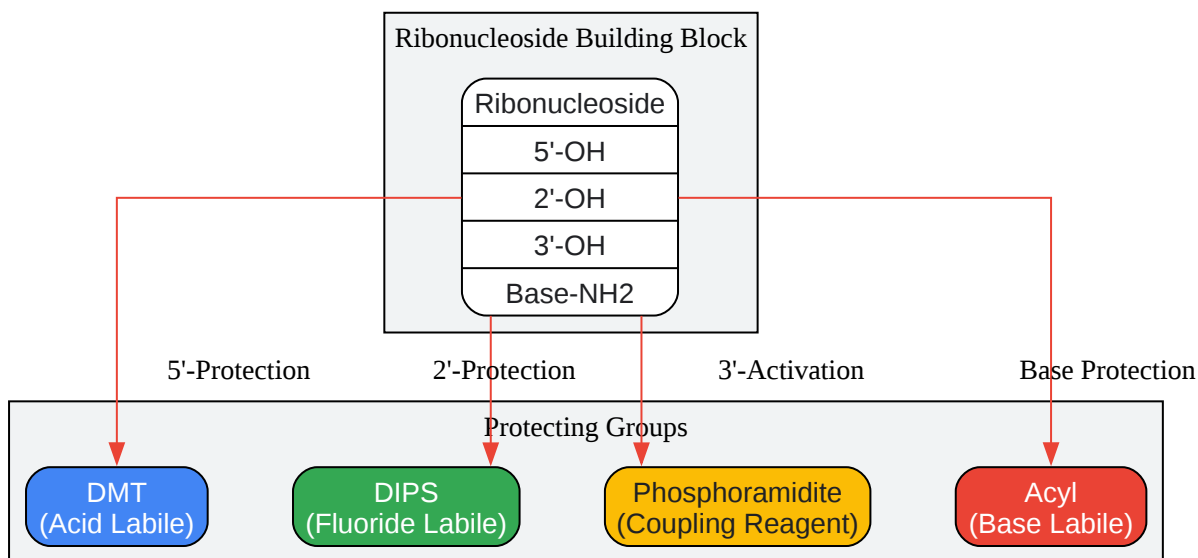 Ribonucleoside Building Block
Ribonucleoside
5'-OH
2'-OH
3'-OH
Base-NH2
5'-Protection
2'-Protection
3'-Activation
Base Protection
Protecting Groups
DMT
(Acid Labile)
DIPS
(Fluoride Labile)
Phosphoramidite
(Coupling Reagent)
Acyl
(Base Labile)